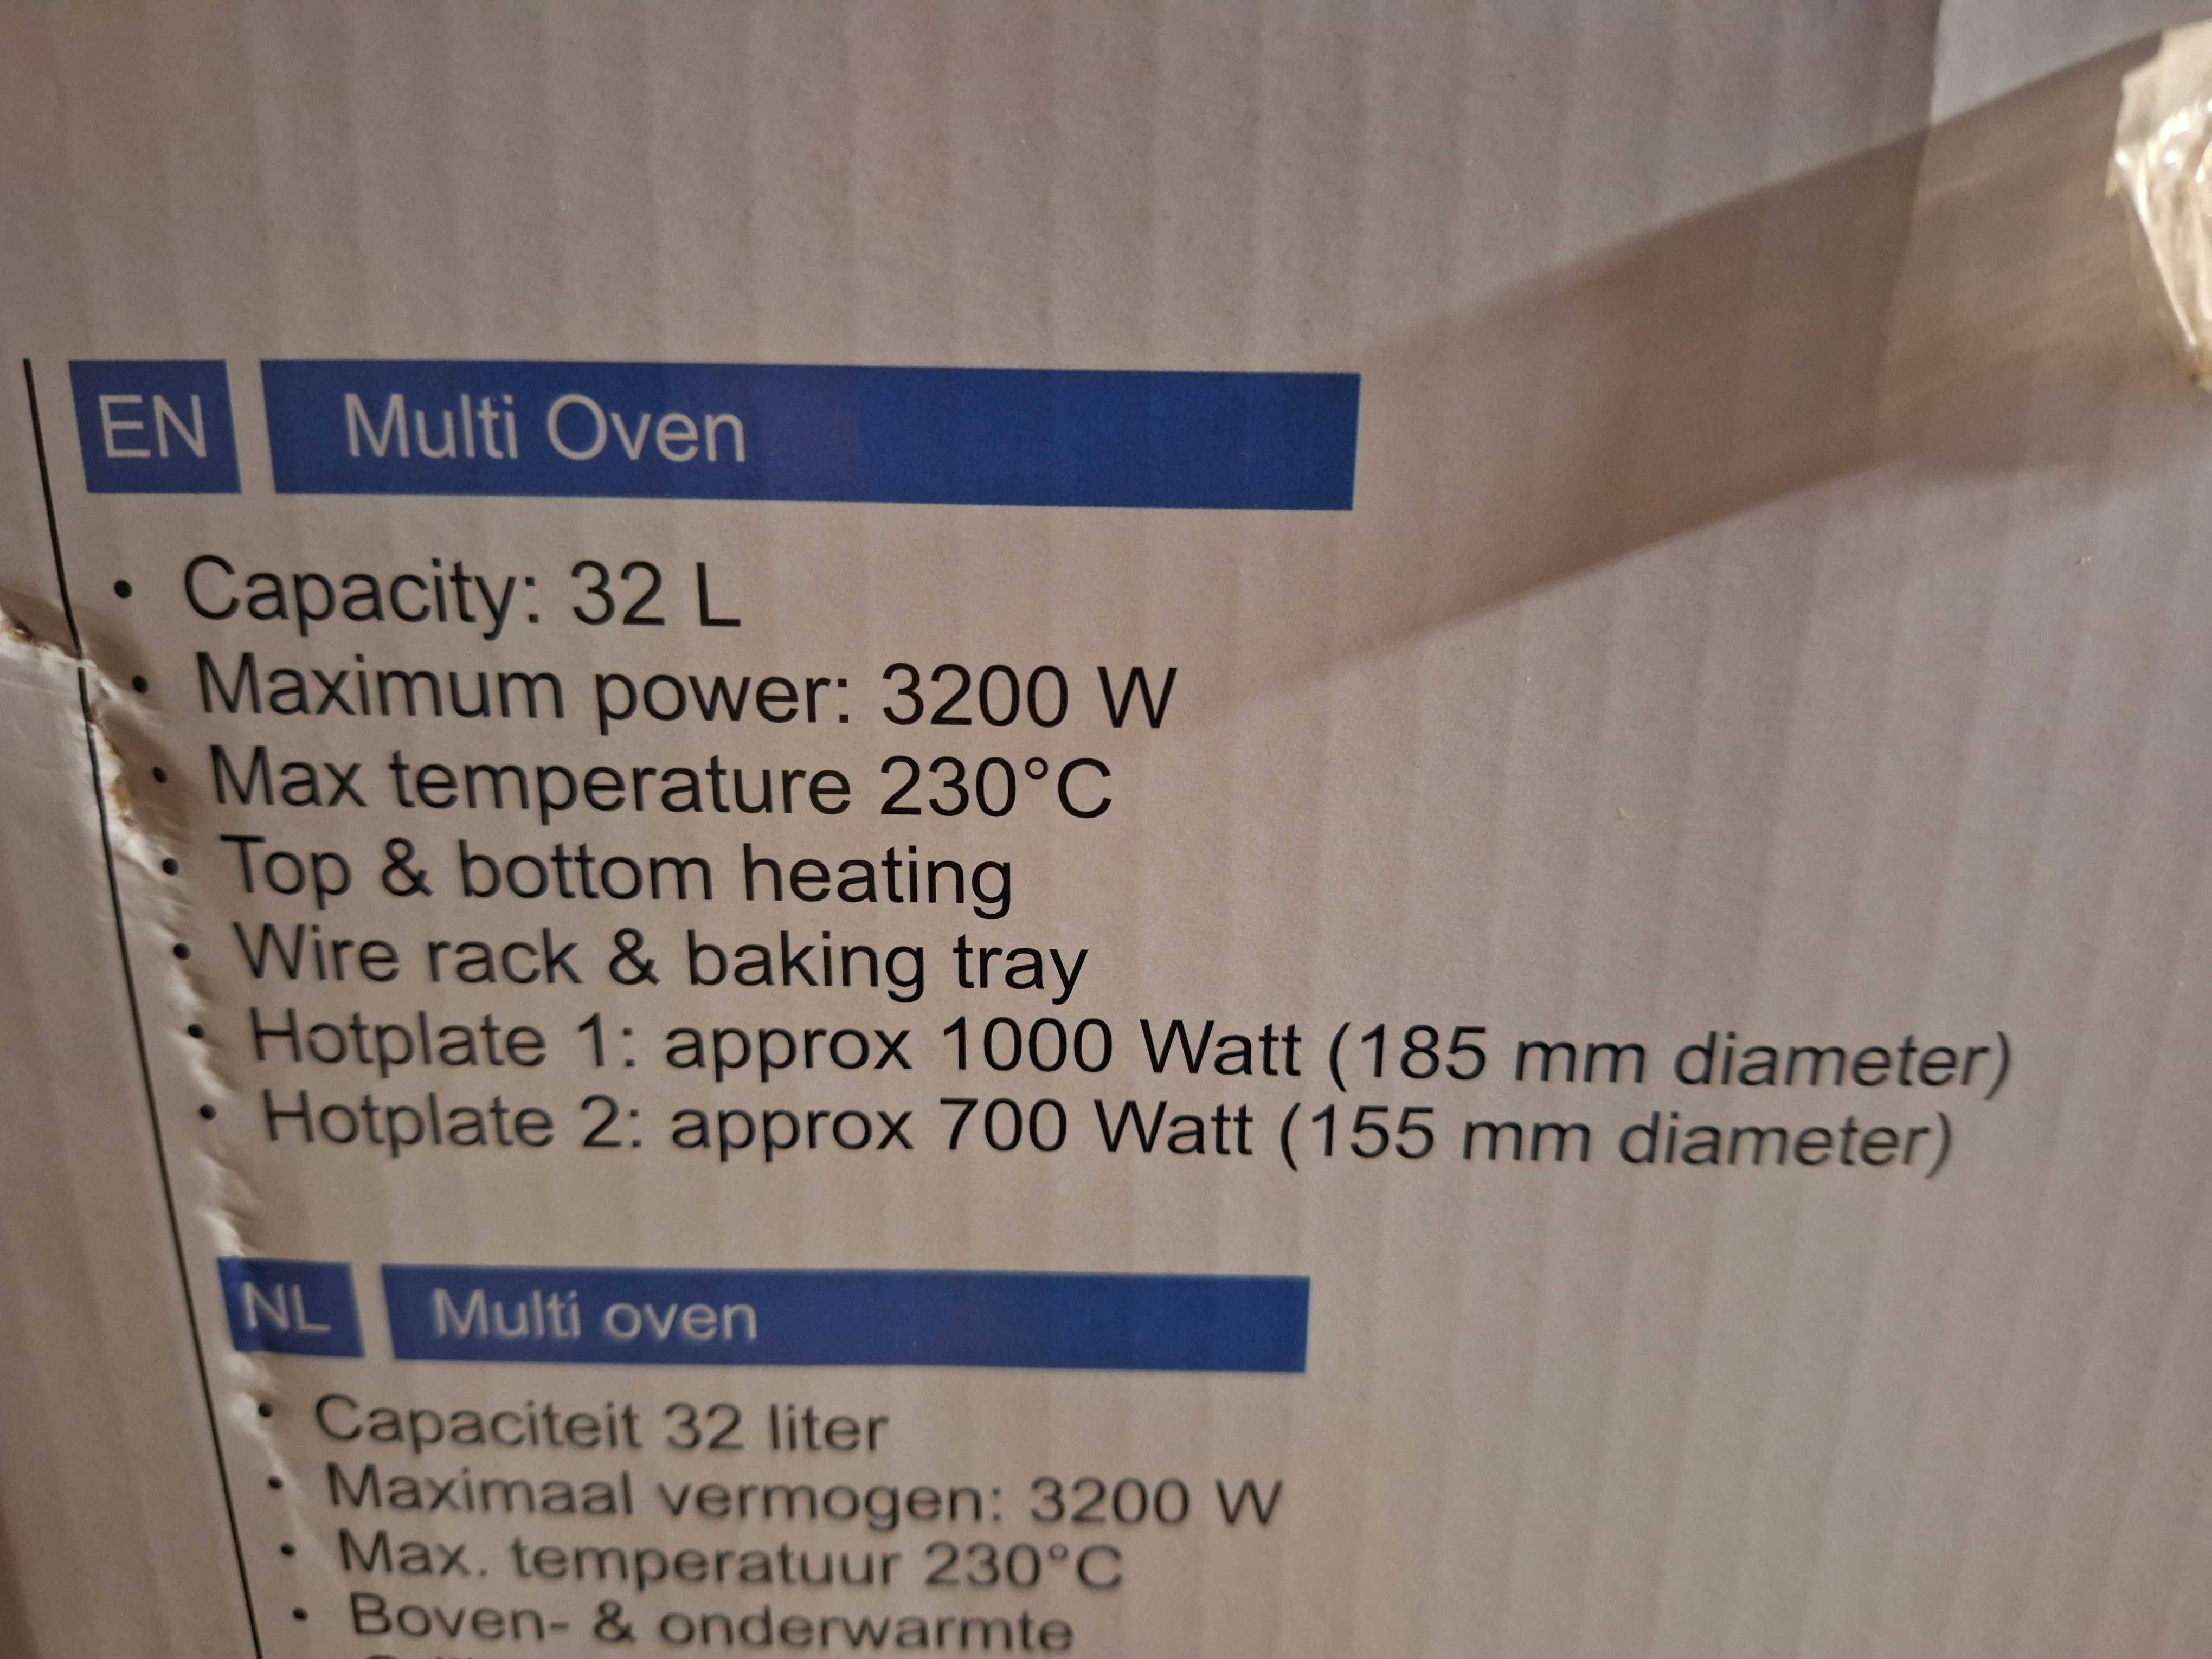 EN Multi Oven
• Capacity: 32 L
• Maximum power: 3200 W
• Max temperature 230°C
• Top & bottom heating
• Wire rack & baking tray
• Hotplate 1: approx 1000 Watt (185 mm diameter)
• Hotplate 2: approx 700 Watt (155 mm diameter)
NL Multi oven
• Capaciteit 32 liter
• Maximaal vermogen: 3200 W
• Max. temperatuur 230°C
• Boven- & onderwarmte